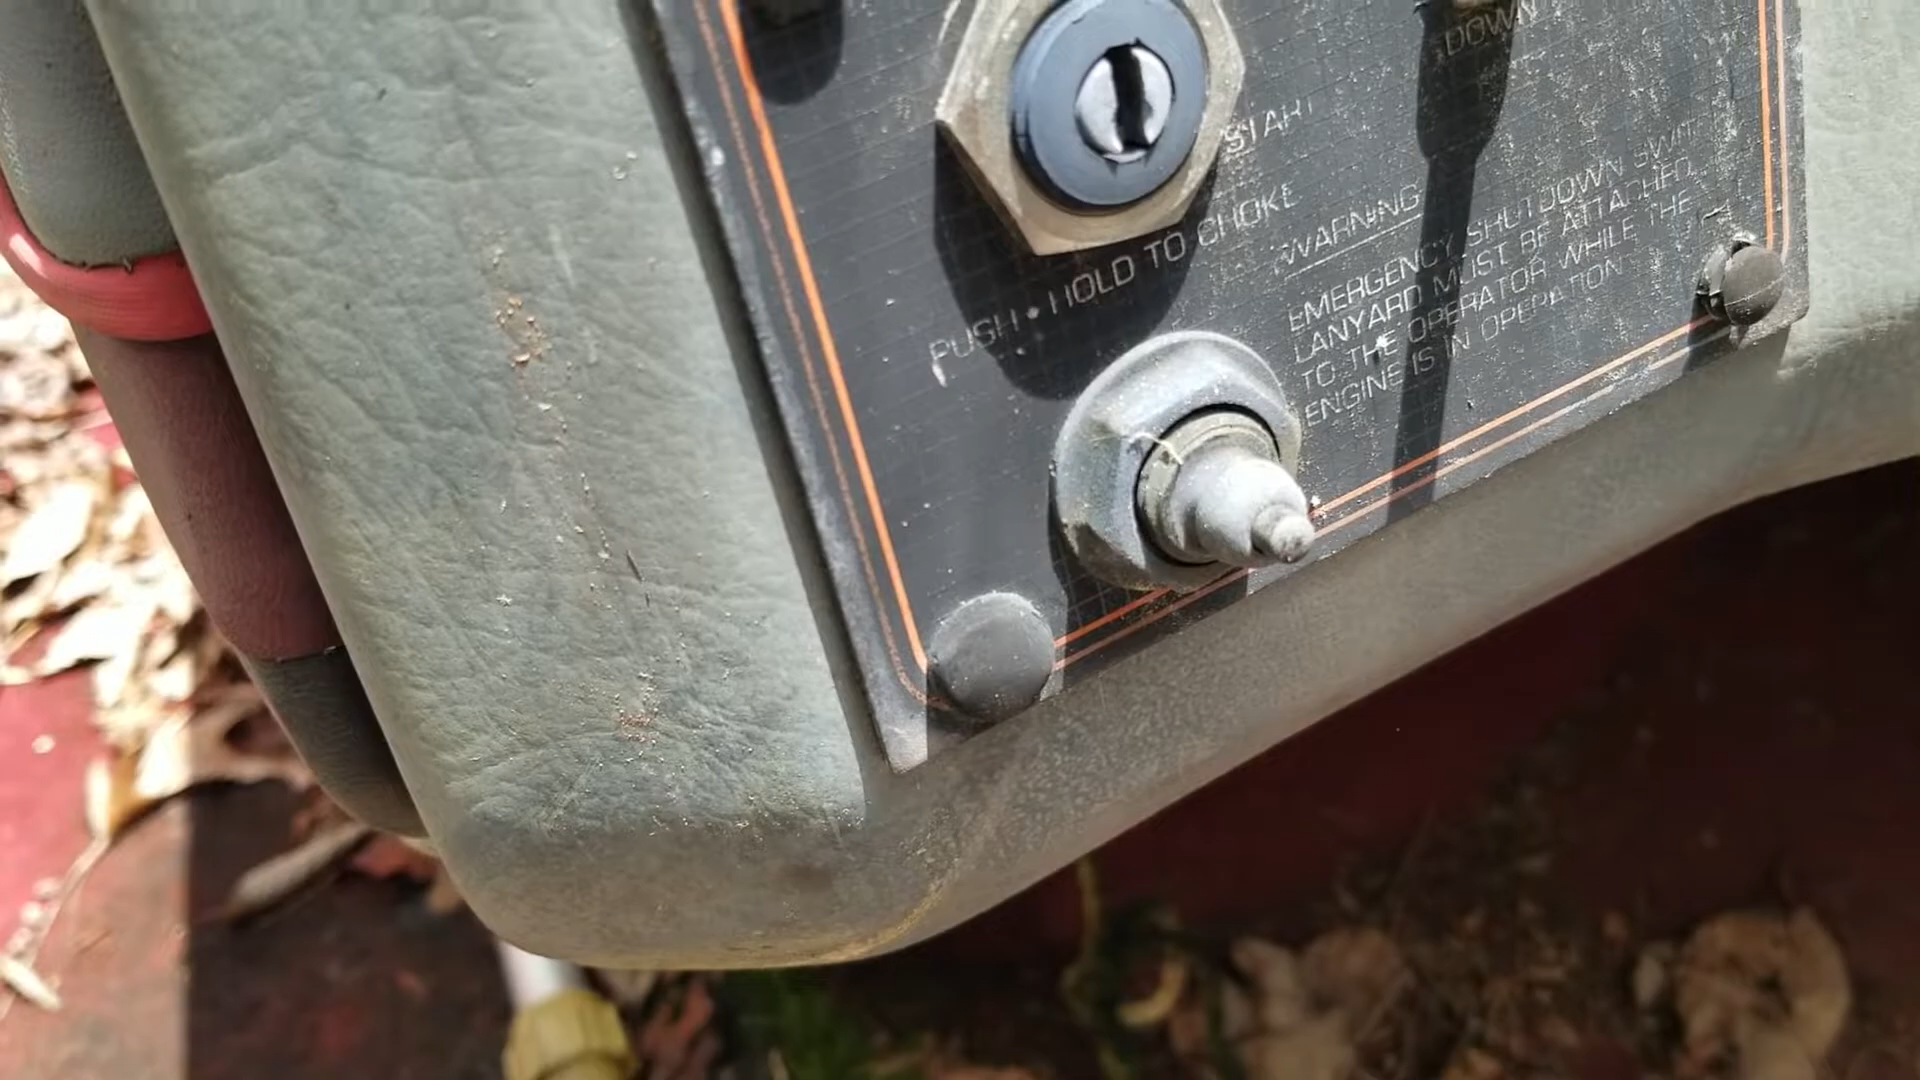 DOWN
START
PUSH • HOLD TO CHOKE
WARNING
EMERGENCY SHUTDOWN
LANYARD MUST BE ATTACHED
TO THE OPERATOR WHILE THE
ENGINE IS IN OPERATION